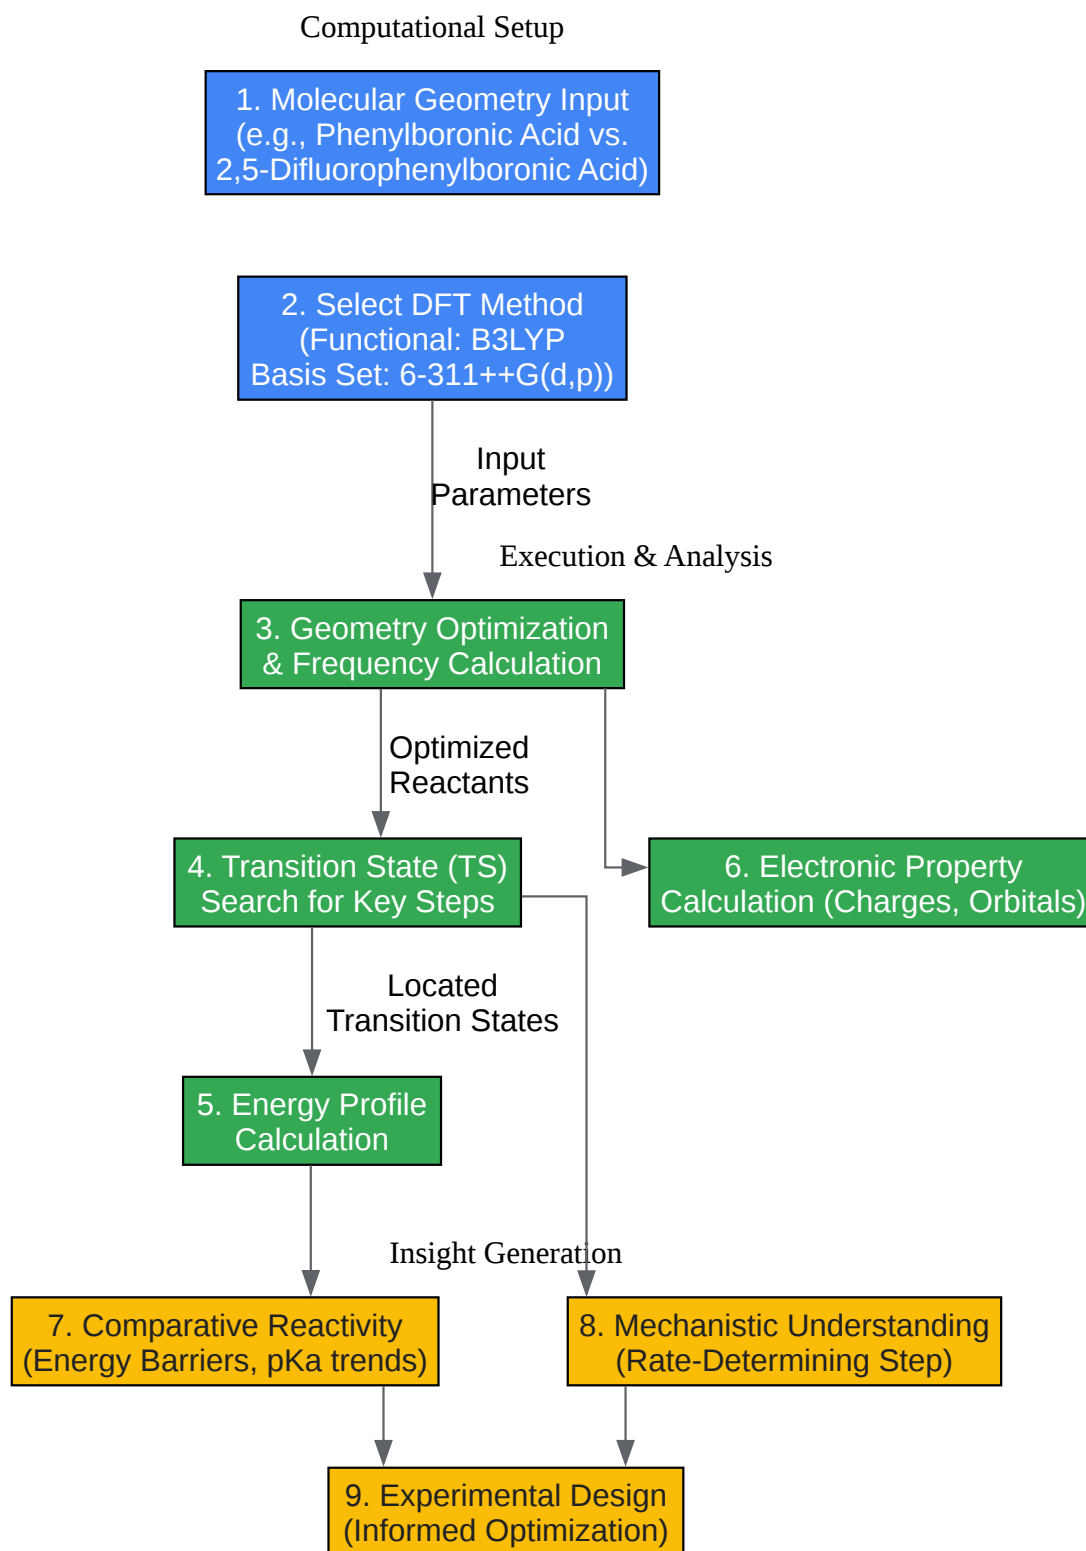 Computational Setup
1. Molecular Geometry Input
(e.g., Phenylboronic Acid vs.
2,5-Difluorophenylboronic Acid)
2. Select DFT Method
(Functional: B3LYP
Basis Set: 6-311++G(d,p))
Input
Parameters
Execution & Analysis
3. Geometry Optimization
& Frequency Calculation
Optimized
Reactants
4. Transition State (TS)
Search for Key Steps
6. Electronic Property
Calculation (Charges, Orbitals)
Located
Transition States
5. Energy Profile
Calculation
Insight Generation
7. Comparative Reactivity
(Energy Barriers, pKa trends)
8. Mechanistic Understanding
(Rate-Determining Step)
9. Experimental Design
(Informed Optimization)